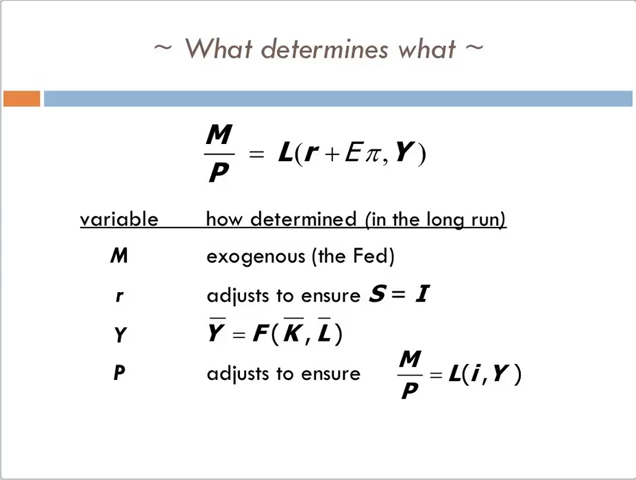 ~ What determines what ~
M/P = L(r + Eπ, Y)
variable how determined (in the long run)
M exogenous (the Fed)
r adjusts to ensure S = I
Y Y̅ = F(K̅, L̅)
P adjusts to ensure M/P = L(i, Y)